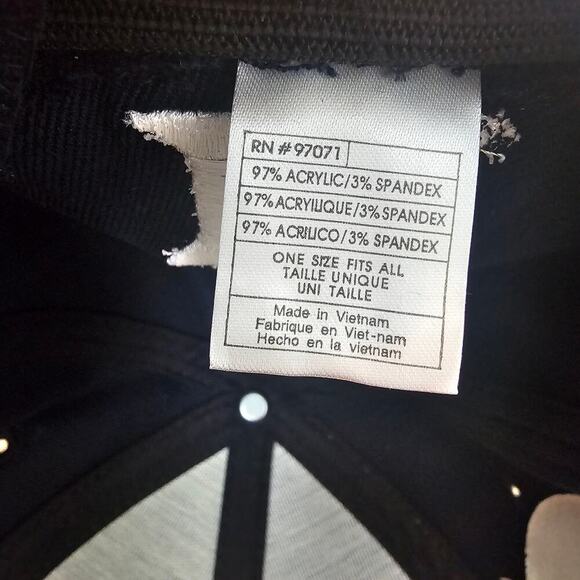 RN # 97071
97% ACRYLIC/3% SPANDEX
97% ACRYILIQUE/3% SPANDEX
97% ACRILICO/3% SPANDEX
ONE SIZE FITS ALL
TAILLE UNIQUE
UNI TAILLE
Made in Vietnam
Fabrique en Viet-nam
Hecho en la vietnam